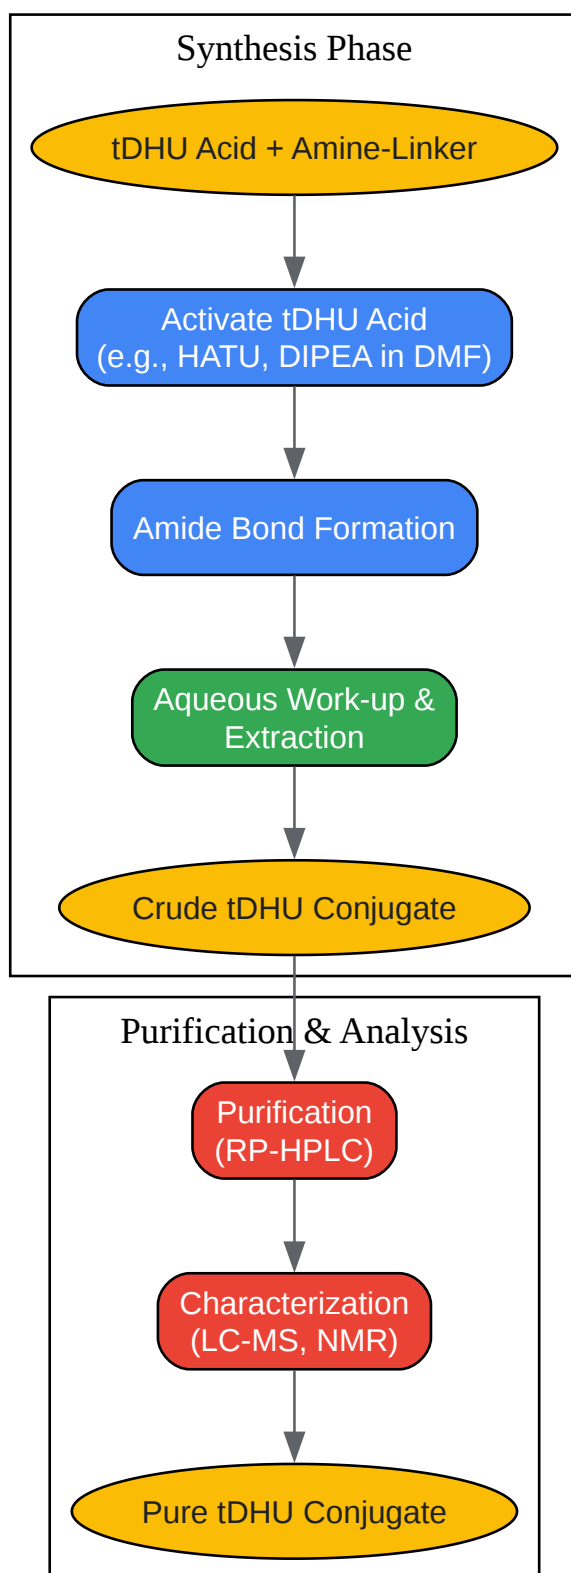 Synthesis Phase
tDHU Acid + Amine-Linker
Activate tDHU Acid
(e.g., HATU, DIPEA in DMF)
Amide Bond Formation
Aqueous Work-up &
Extraction
Crude tDHU Conjugate
Purification & Analysis
Purification
(RP-HPLC)
Characterization
(LC-MS, NMR)
Pure tDHU Conjugate